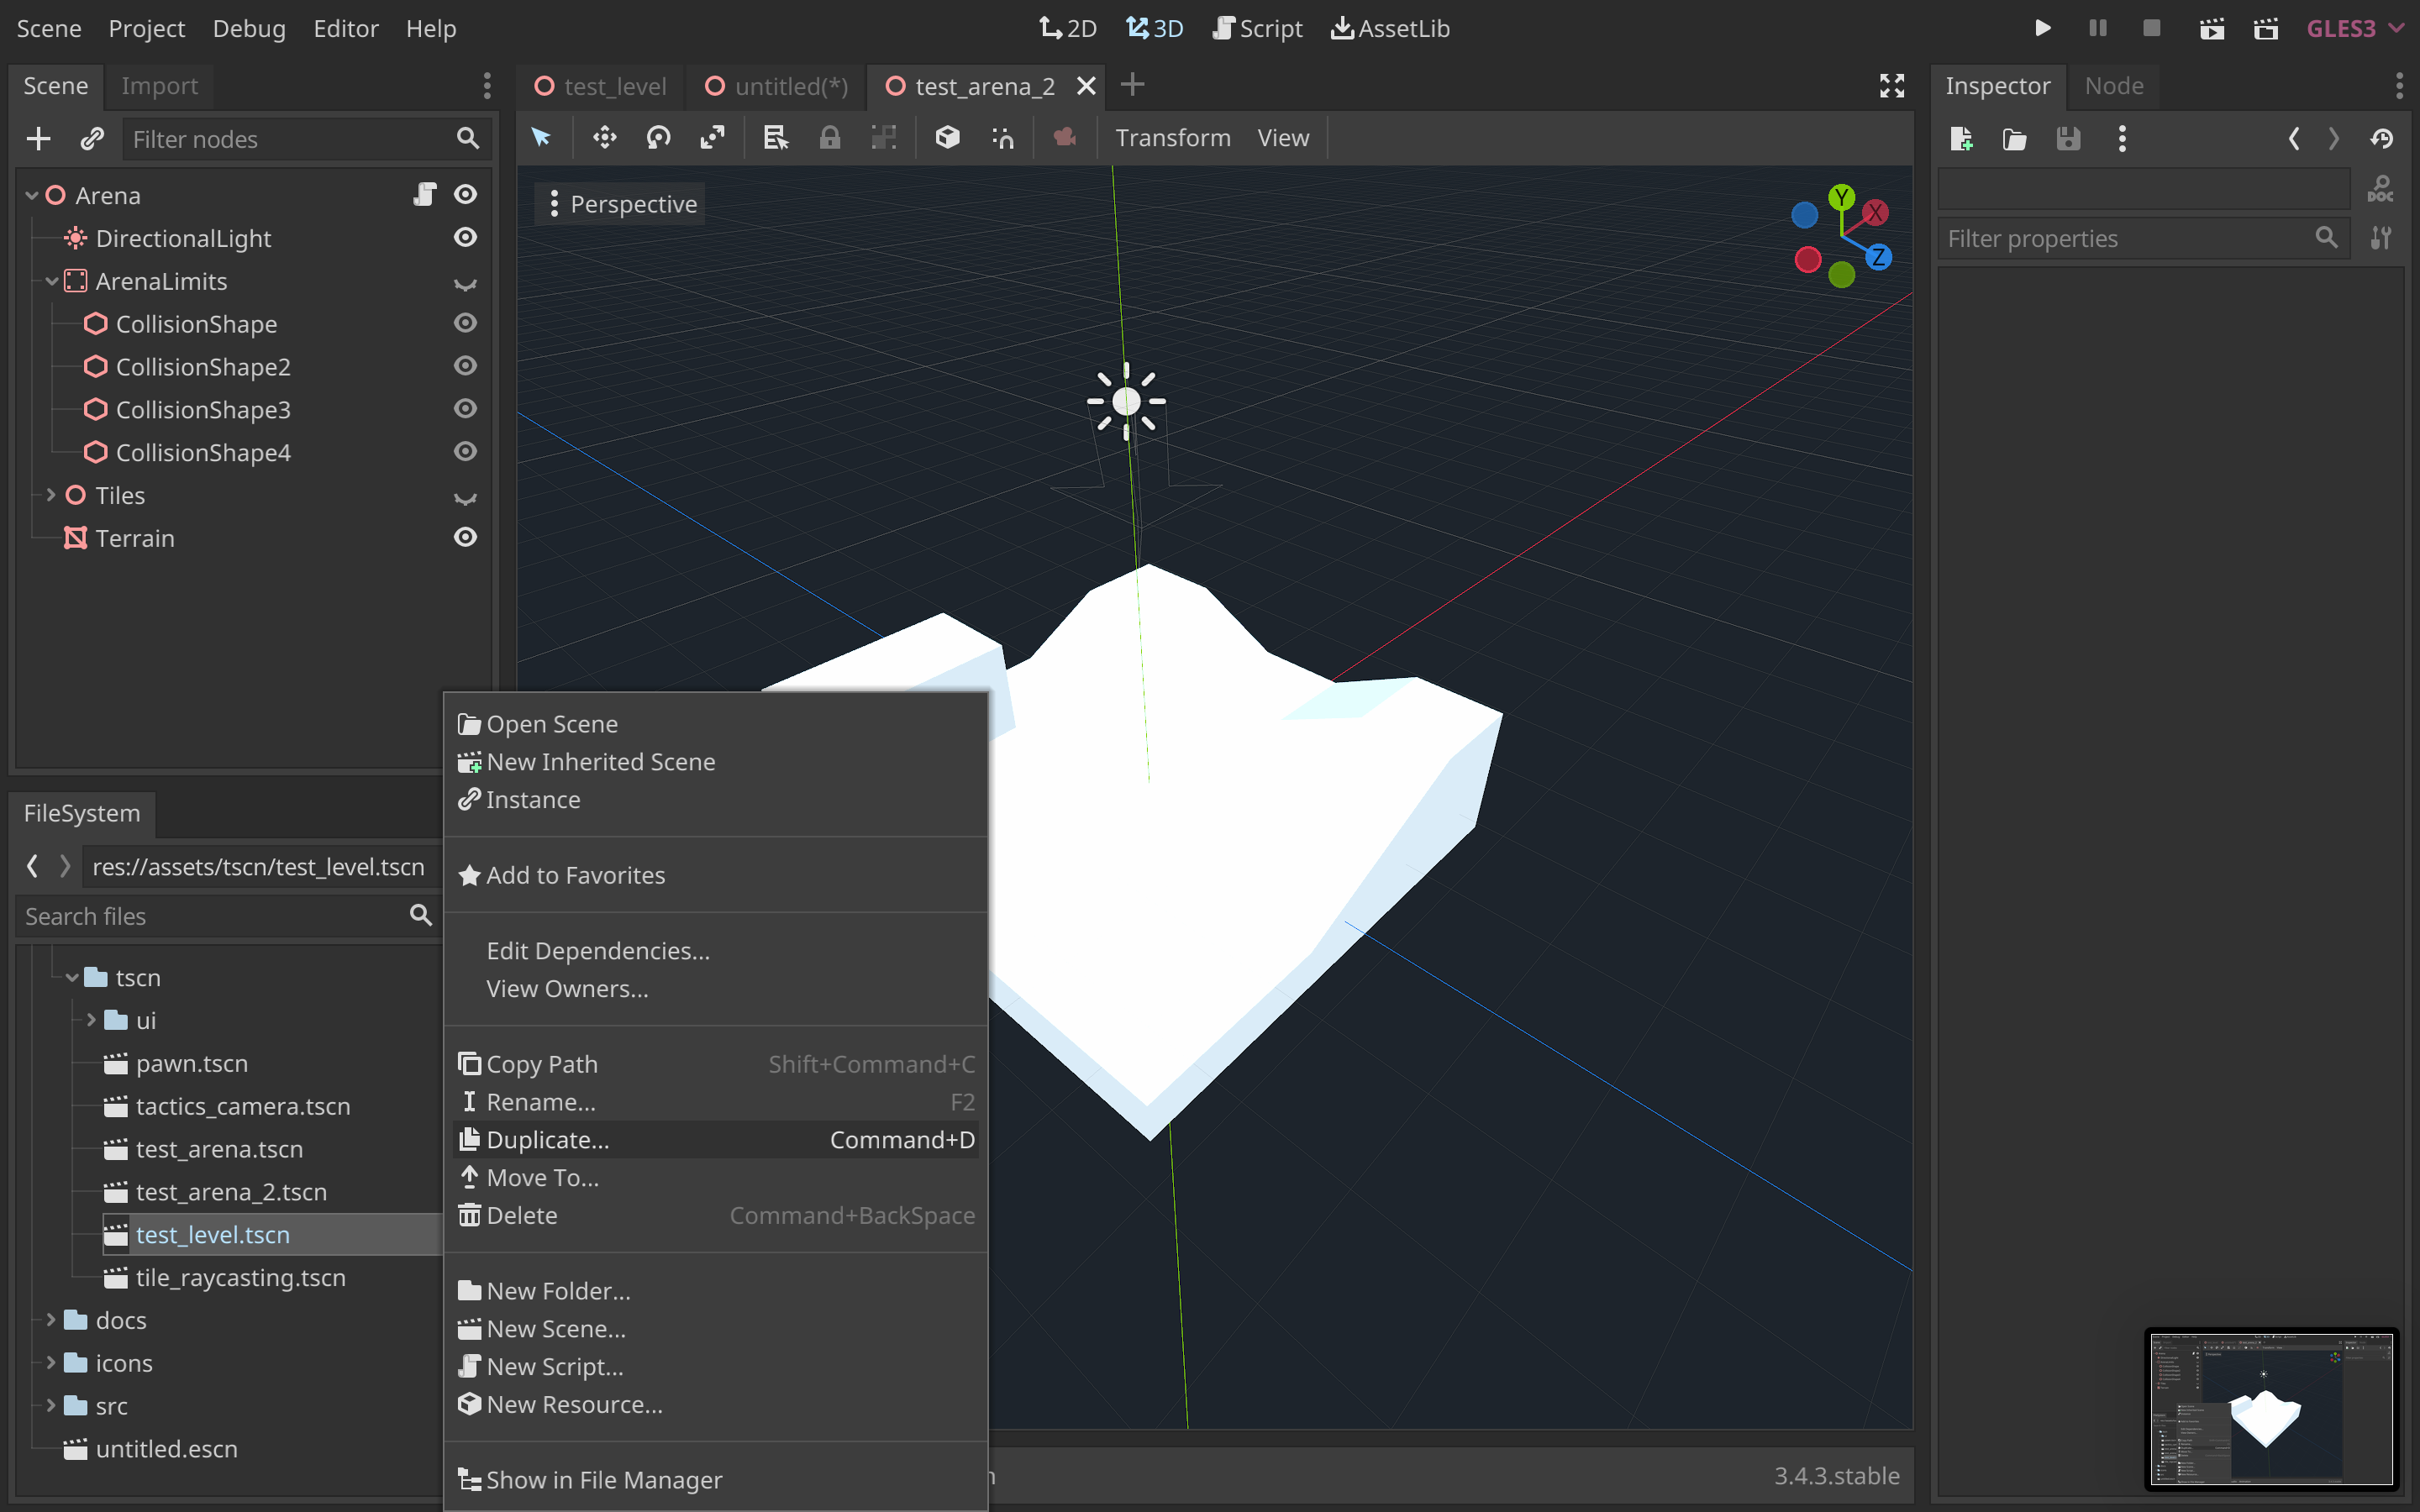 Scene Project Debug Editor Help
2D 3D Script AssetLib
GLES3
Scene Import
Filter nodes
Arena
DirectionalLight
ArenaLimits
CollisionShape
CollisionShape2
CollisionShape3
CollisionShape4
Tiles
Terrain
FileSystem
res://assets/tscn/test_level.tscn
Search files
tscn
ui
pawn.tscn
tactics_camera.tscn
test_arena.tscn
test_arena_2.tscn
test_level.tscn
tile_raycasting.tscn
docs
icons
src
untitled.escn
test_level untitled(*) test_arena_2
Transform View
Perspective
Y
X
Z
Open Scene
New Inherited Scene
Instance
Add to Favorites
Edit Dependencies...
View Owners...
Copy Path Shift+Command+C
Rename... F2
Duplicate... Command+D
Move To...
Delete Command+BackSpace
New Folder...
New Scene...
New Script...
New Resource...
Show in File Manager
3.4.3.stable
Inspector Node
DOC
Filter properties